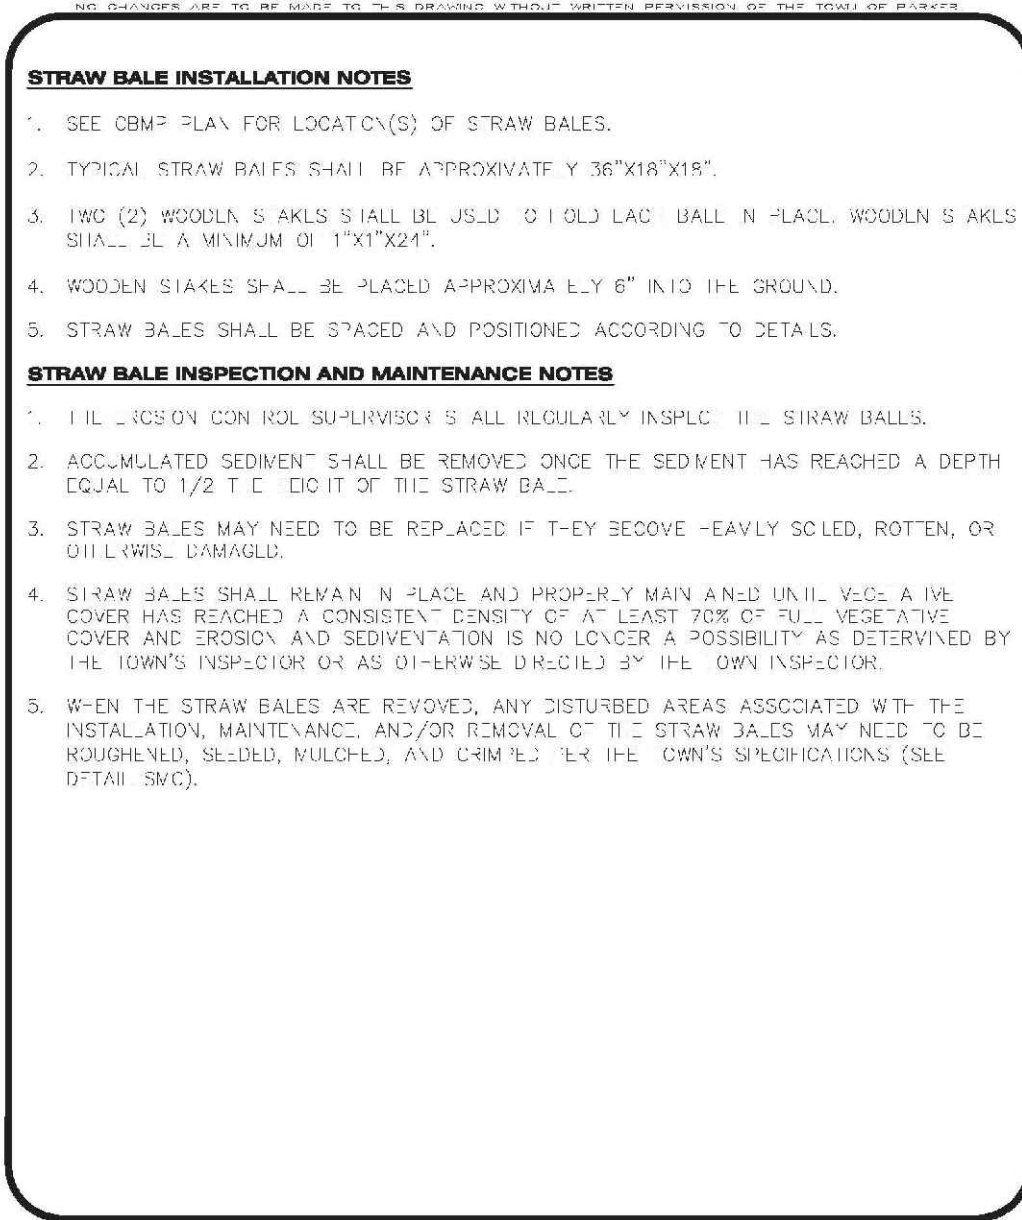 NO CHANGES ARE TO BE MADE TO THIS DRAWING WITHOUT WRITTEN PERMISSION OF THE TOWN OF PARKER
STRAW BALE INSTALLATION NOTES
1. SEE CBMP PLAN FOR LOCATION(S) OF STRAW BALES.
2. TYPICAL STRAW BALES SHALL BE APPROXIMATELY 36"X18"X18".
3. TWO (2) WOODEN STAKES SHALL BE USED TO HOLD EACH BALE IN PLACE. WOODEN STAKES
SHALL BE A MINIMUM OF 1"X1"X24".
4. WOODEN STAKES SHALL BE PLACED APPROXIMATELY 6" INTO THE GROUND.
5. STRAW BALES SHALL BE SPACED AND POSITIONED ACCORDING TO DETAILS.
STRAW BALE INSPECTION AND MAINTENANCE NOTES
1. THE EROSION CONTROL SUPERVISOR SHALL REGULARLY INSPECT THE STRAW BALES.
2. ACCUMULATED SEDIMENT SHALL BE REMOVED ONCE THE SEDIMENT HAS REACHED A DEPTH
EQUAL TO 1/2 THE HEIGHT OF THE STRAW BALE.
3. STRAW BALES MAY NEED TO BE REPLACED IF THEY BECOME HEAVILY SOILED, ROTTEN, OR
OTHERWISE DAMAGED.
4. STRAW BALES SHALL REMAIN IN PLACE AND PROPERLY MAINTAINED UNTIL VEGETATIVE
COVER HAS REACHED A CONSISTENT DENSITY OF AT LEAST 70% OF FULL VEGETATIVE
COVER AND EROSION AND SEDIMENTATION IS NO LONGER A POSSIBILITY AS DETERMINED BY
THE TOWN'S INSPECTOR OR AS OTHERWISE DIRECTED BY THE TOWN INSPECTOR.
5. WHEN THE STRAW BALES ARE REMOVED, ANY DISTURBED AREAS ASSOCIATED WITH THE
INSTALLATION, MAINTENANCE, AND/OR REMOVAL OF THE STRAW BALES MAY NEED TO BE
ROUGHENED, SEEDED, MULCHED, AND CRIMPED PER THE TOWN'S SPECIFICATIONS (SEE
DETAIL SMC).